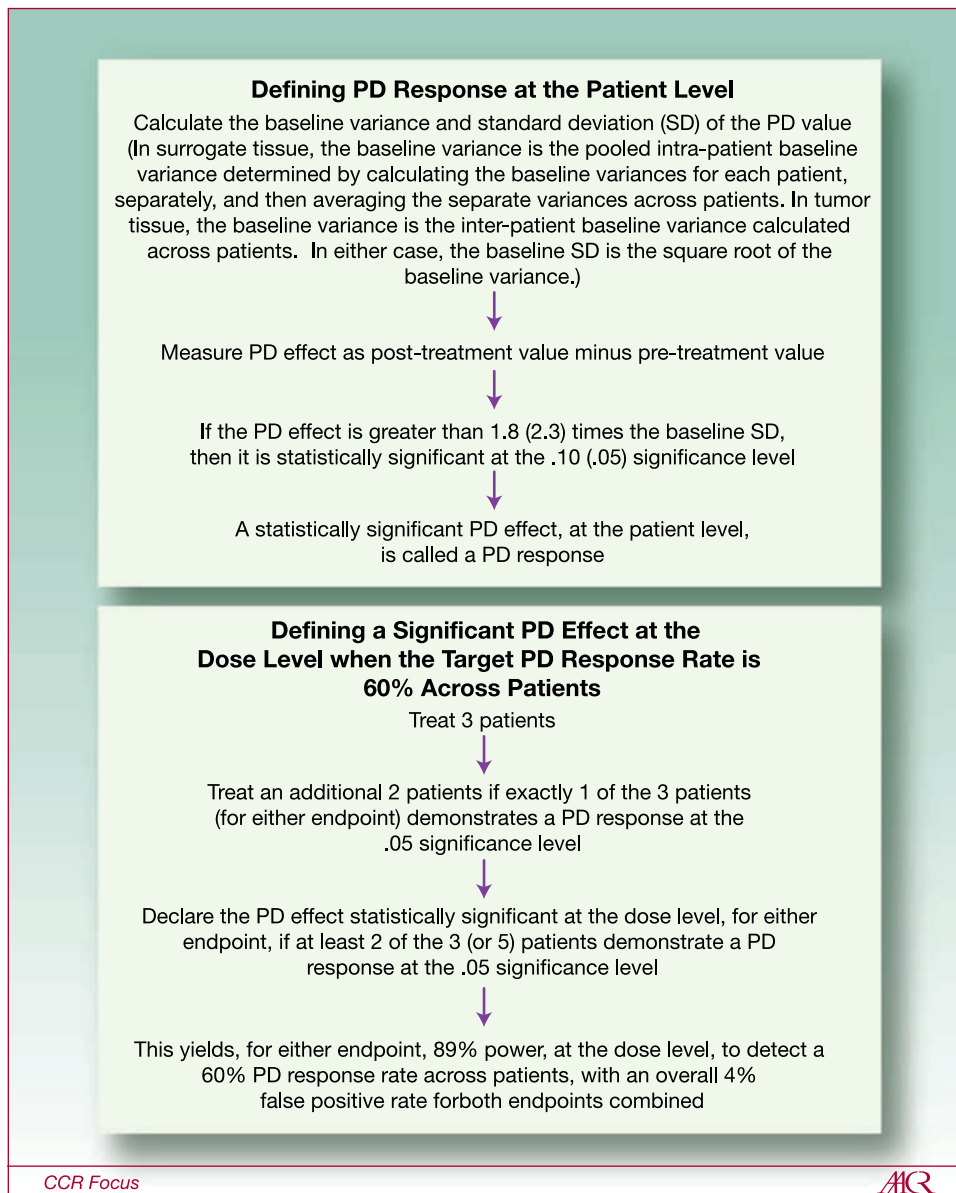 Defining PD Response at the Patient Level
Calculate the baseline variance and standard deviation (SD) of the PD value
(In surrogate tissue, the baseline variance is the pooled intra-patient baseline
variance determined by calculating the baseline variances for each patient,
separately, and then averaging the separate variances across patients. In tumor
tissue, the baseline variance is the inter-patient baseline variance calculated
across patients. In either case, the baseline SD is the square root of the
baseline variance.)
Measure PD effect as post-treatment value minus pre-treatment value
If the PD effect is greater than 1.8 (2.3) times the baseline SD,
then it is statistically significant at the .10 (.05) significance level
A statistically significant PD effect, at the patient level,
is called a PD response
Defining a Significant PD Effect at the
Dose Level when the Target PD Response Rate is
60% Across Patients
Treat 3 patients
Treat an additional 2 patients if exactly 1 of the 3 patients
(for either endpoint) demonstrates a PD response at the
.05 significance level
Declare the PD effect statistically significant at the dose level, for either
endpoint, if at least 2 of the 3 (or 5) patients demonstrate a PD
response at the .05 significance level
This yields, for either endpoint, 89% power, at the dose level, to detect a
60% PD response rate across patients, with an overall 4%
false positive rate forboth endpoints combined
CCR Focus
AACR